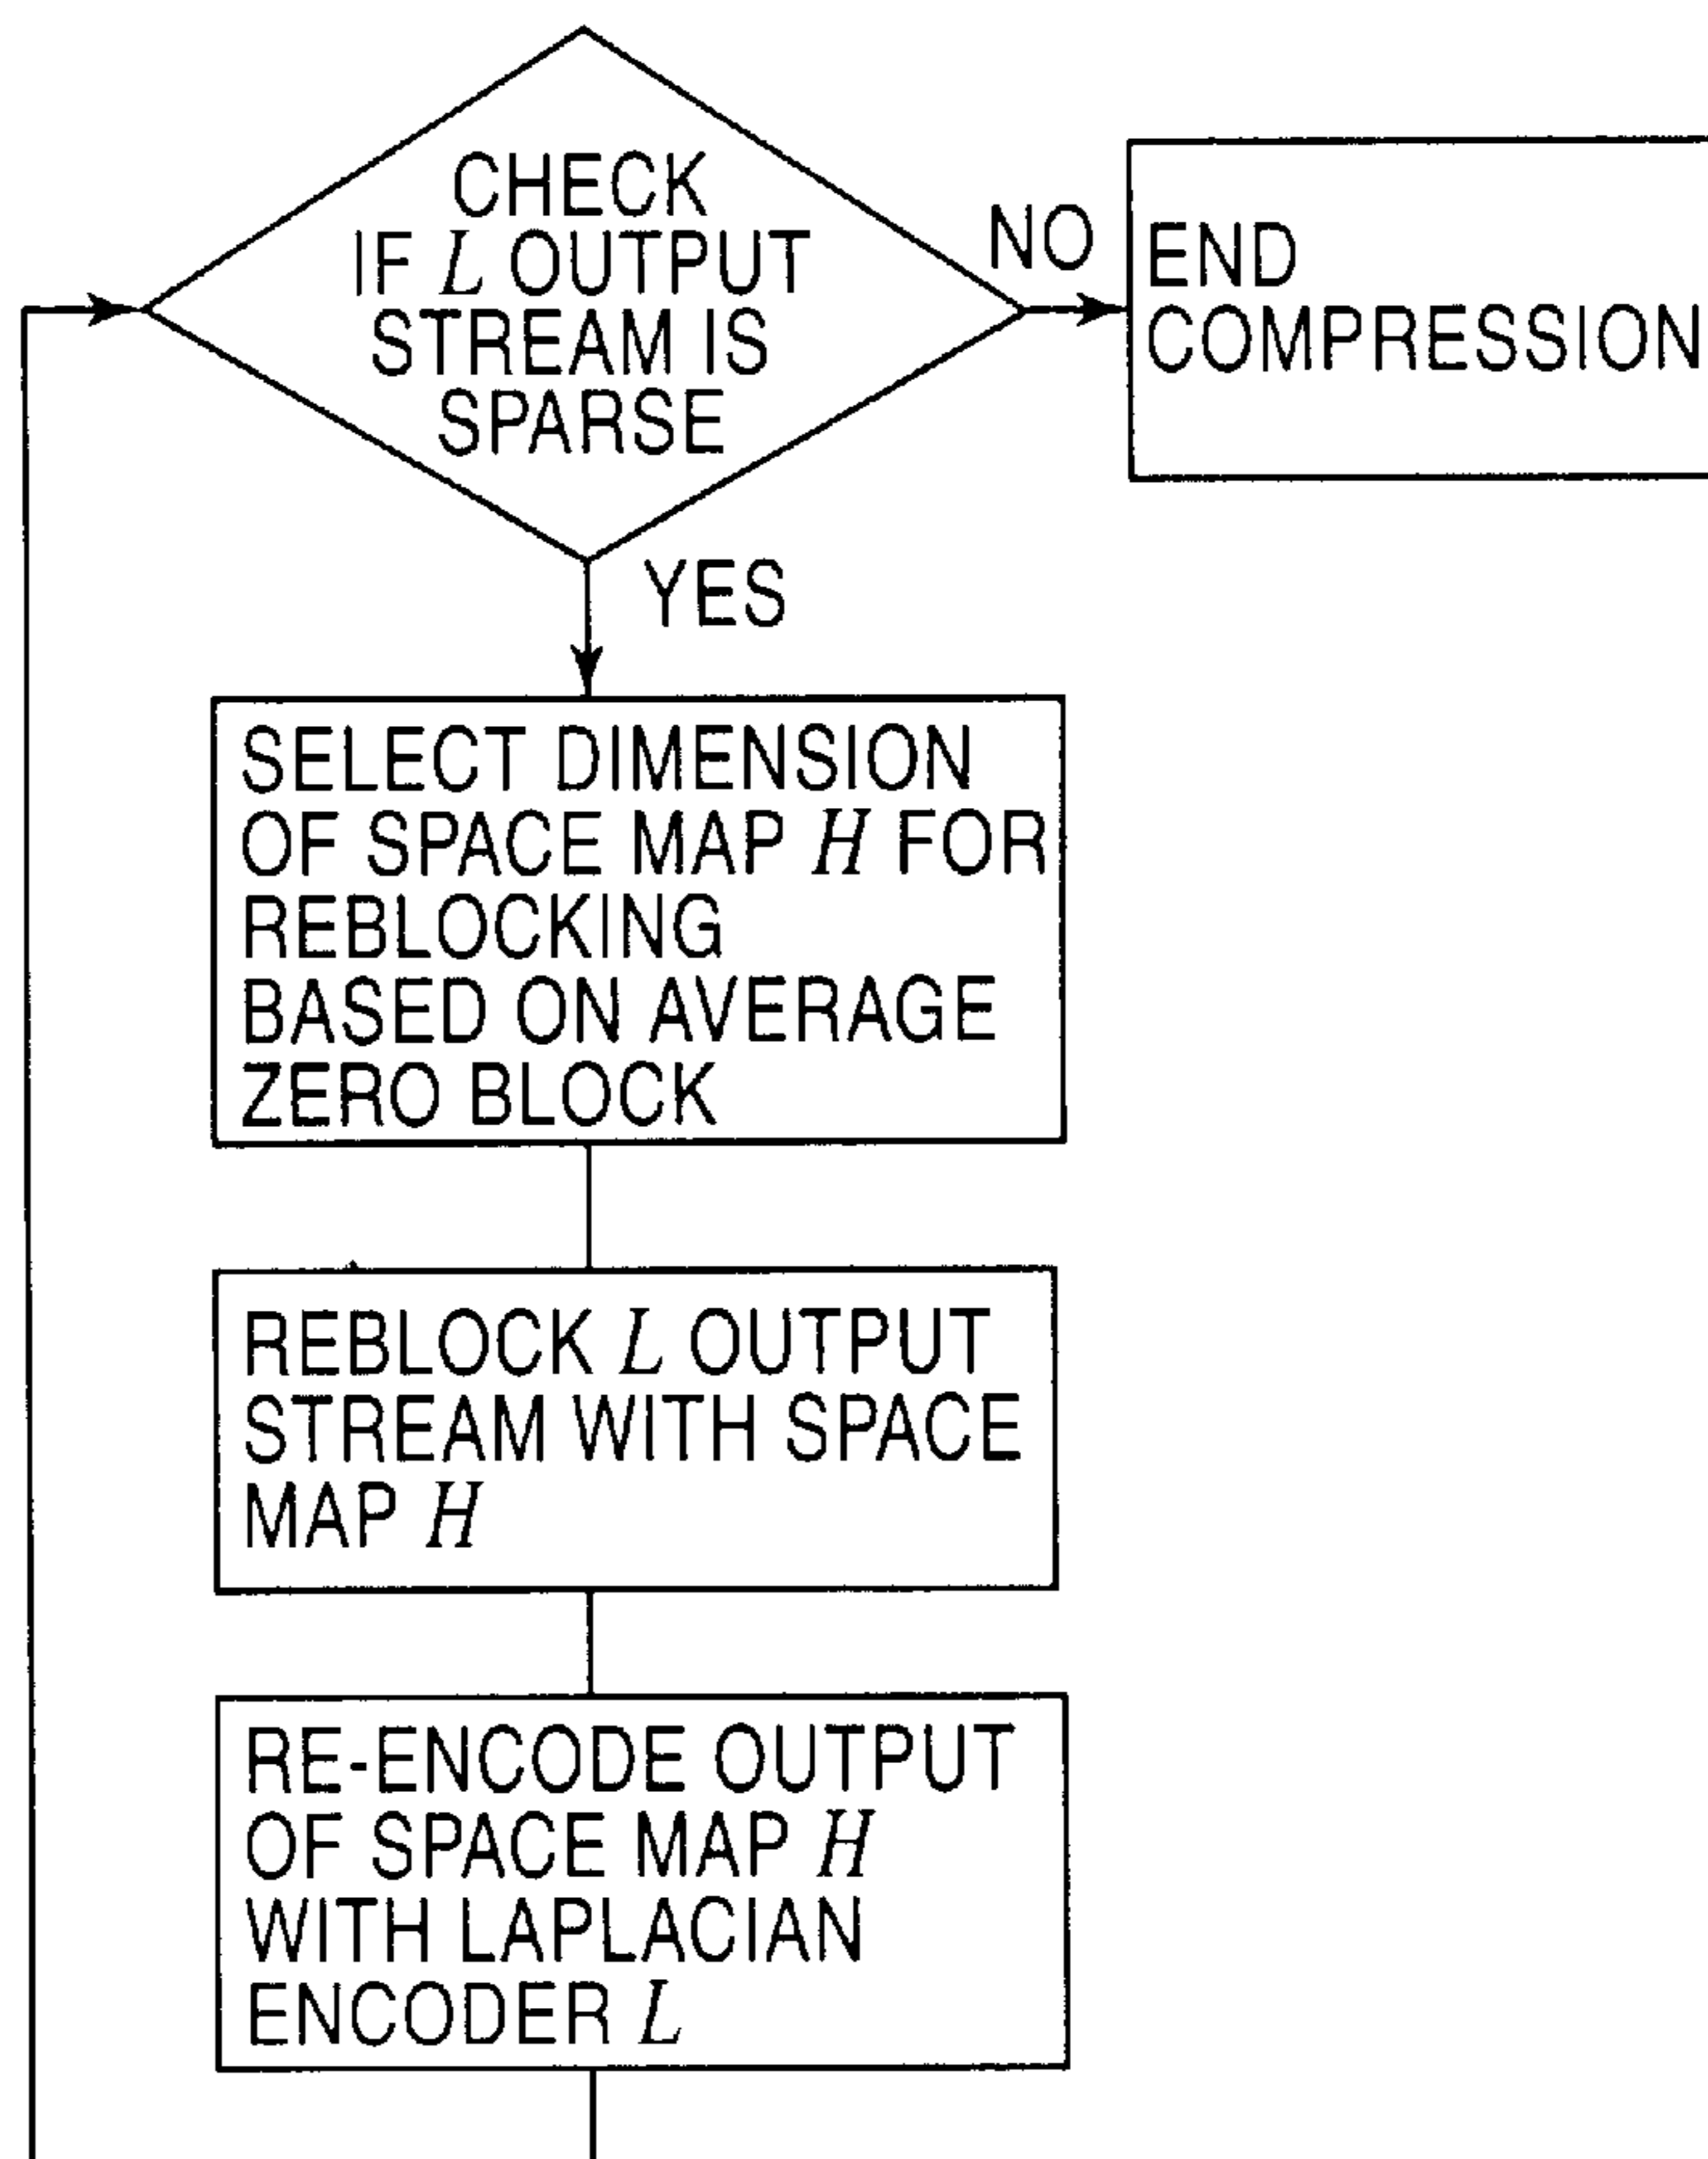 CHECK
IF L OUTPUT
STREAM IS
SPARSE
NO
END
COMPRESSION
YES
SELECT DIMENSION
OF SPACE MAP H FOR
REBLOCKING
BASED ON AVERAGE
ZERO BLOCK
REBLOCK L OUTPUT
STREAM WITH SPACE
MAP H
RE-ENCODE OUTPUT
OF SPACE MAP H
WITH LAPLACIAN
ENCODER L